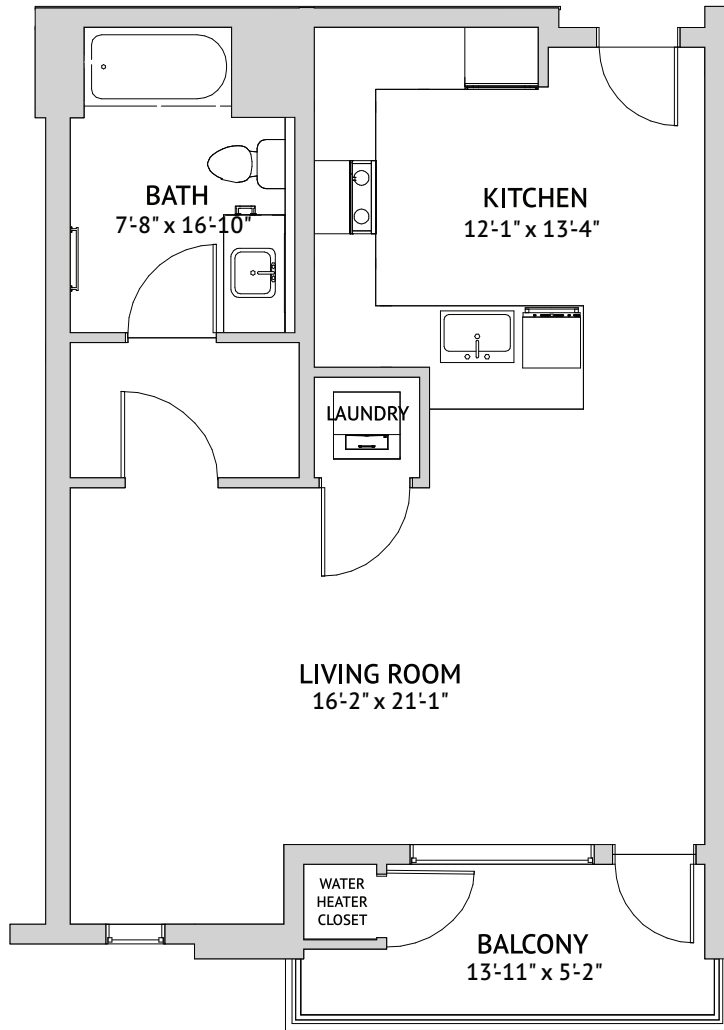 BATH
7'-8" x 16'-10"
KITCHEN
12'-1" x 13'-4"
LAUNDRY
LIVING ROOM
16'-2" x 21'-1"
WATER
HEATER
CLOSET
BALCONY
13'-11" x 5'-2"